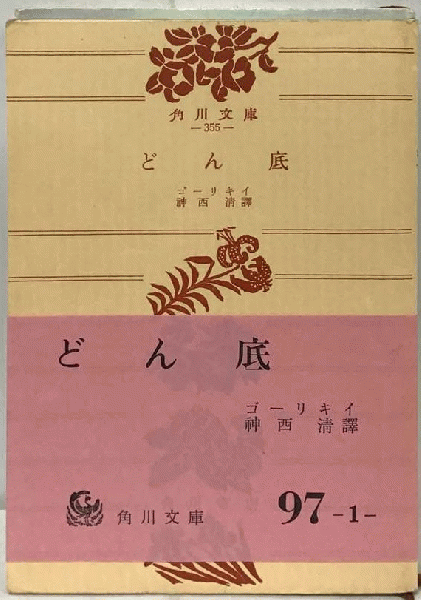 角川文庫
—355—
どん底
ゴーリキイ
神西清譯
どん底
ゴーリキイ
神西清譯
角川文庫
97-1-